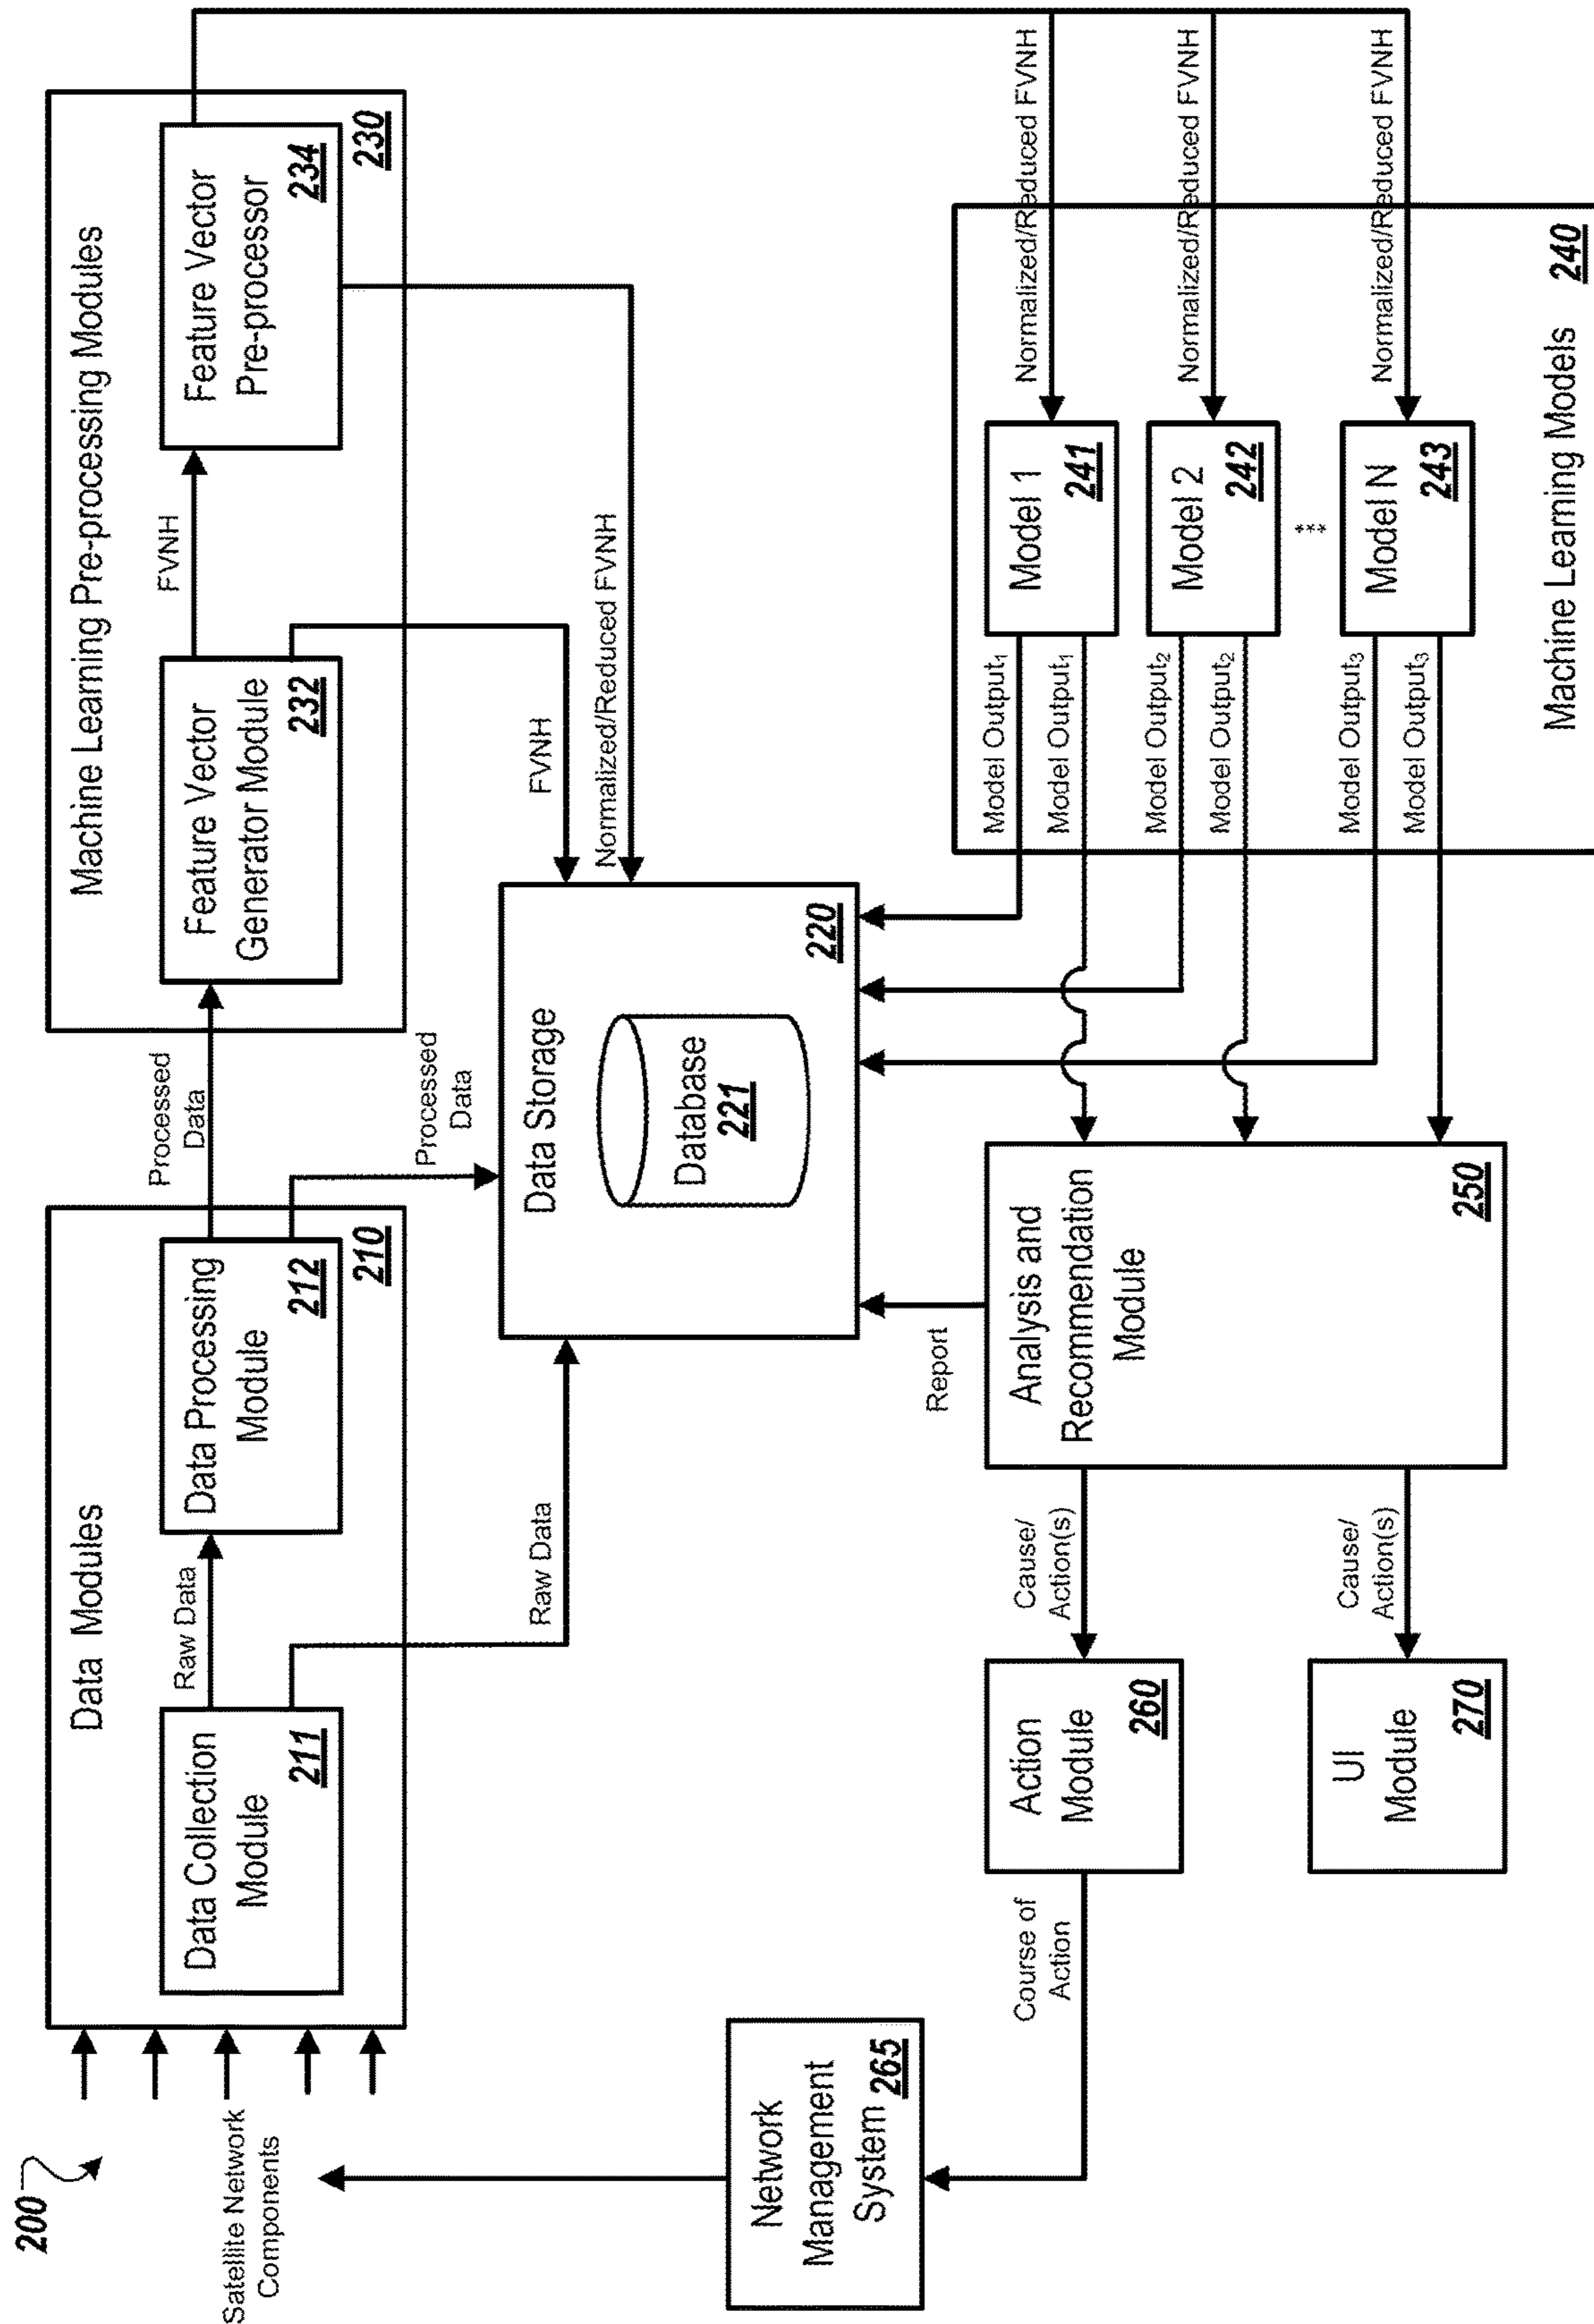 200
Satellite Network
Components
Data Modules
Data Collection
Module
211
Raw Data
Data Processing
Module
212
210
Processed
Data
Machine Learning Pre-processing Modules
Feature Vector
Generator Module
232
FVNH
Feature Vector
Pre-processor
234
230
Raw Data
Processed
Data
FVNH
Normalized/Reduced FVNH
Data Storage
220
Database
221
Network
Management
System 265
Course of
Action
Action
Module
260
Cause/
Action(s)
UI
Module
270
Cause/
Action(s)
Report
Analysis and
Recommendation
Module
250
Model Output₁
Model Output₁
Model Output₂
Model Output₂
Model Output₃
Model Output₃
Model 1
241
Model 2
242
***
Model N
243
Normalized/Reduced FVNH
Normalized/Reduced FVNH
Normalized/Reduced FVNH
Machine Learning Models
240